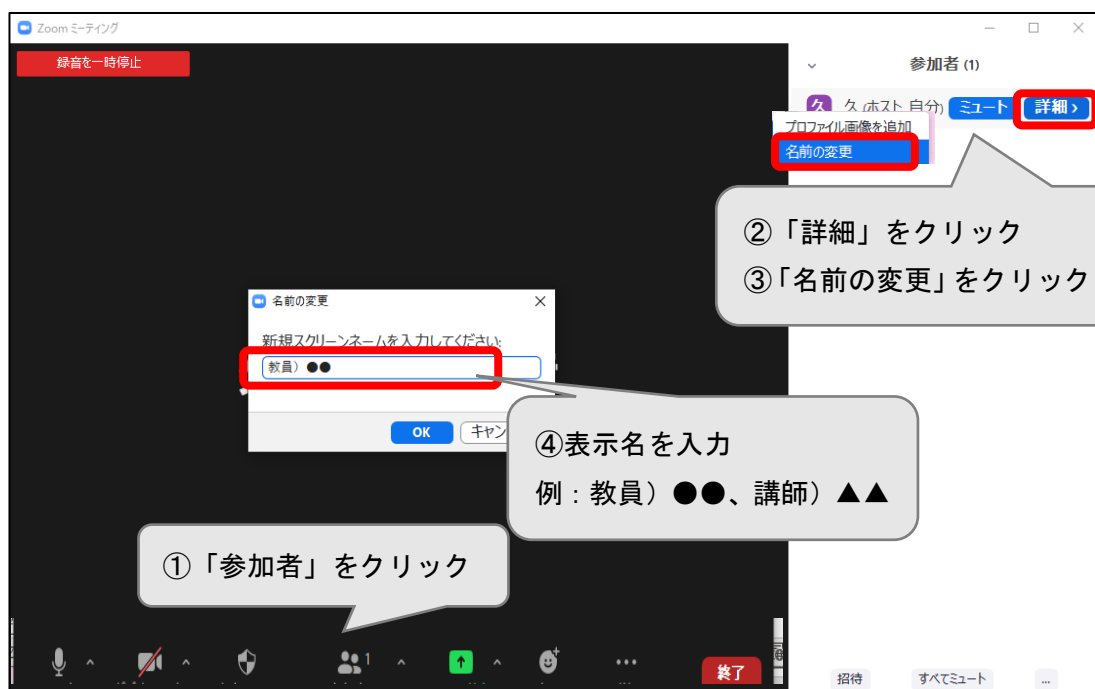 Zoom ミーティング
録音を一時停止
参加者 (1)
久 久 (ホスト, 自分) ミュート 詳細 >
プロファイル画像を追加
名前の変更
②「詳細」をクリック
③「名前の変更」をクリック
名前の変更
新規スクリーンネームを入力してください:
教員）●●
OK キャン
④表示名を入力
例：教員）●●、講師）▲▲
①「参加者」をクリック
1
終了
招待 すべてミュート ...